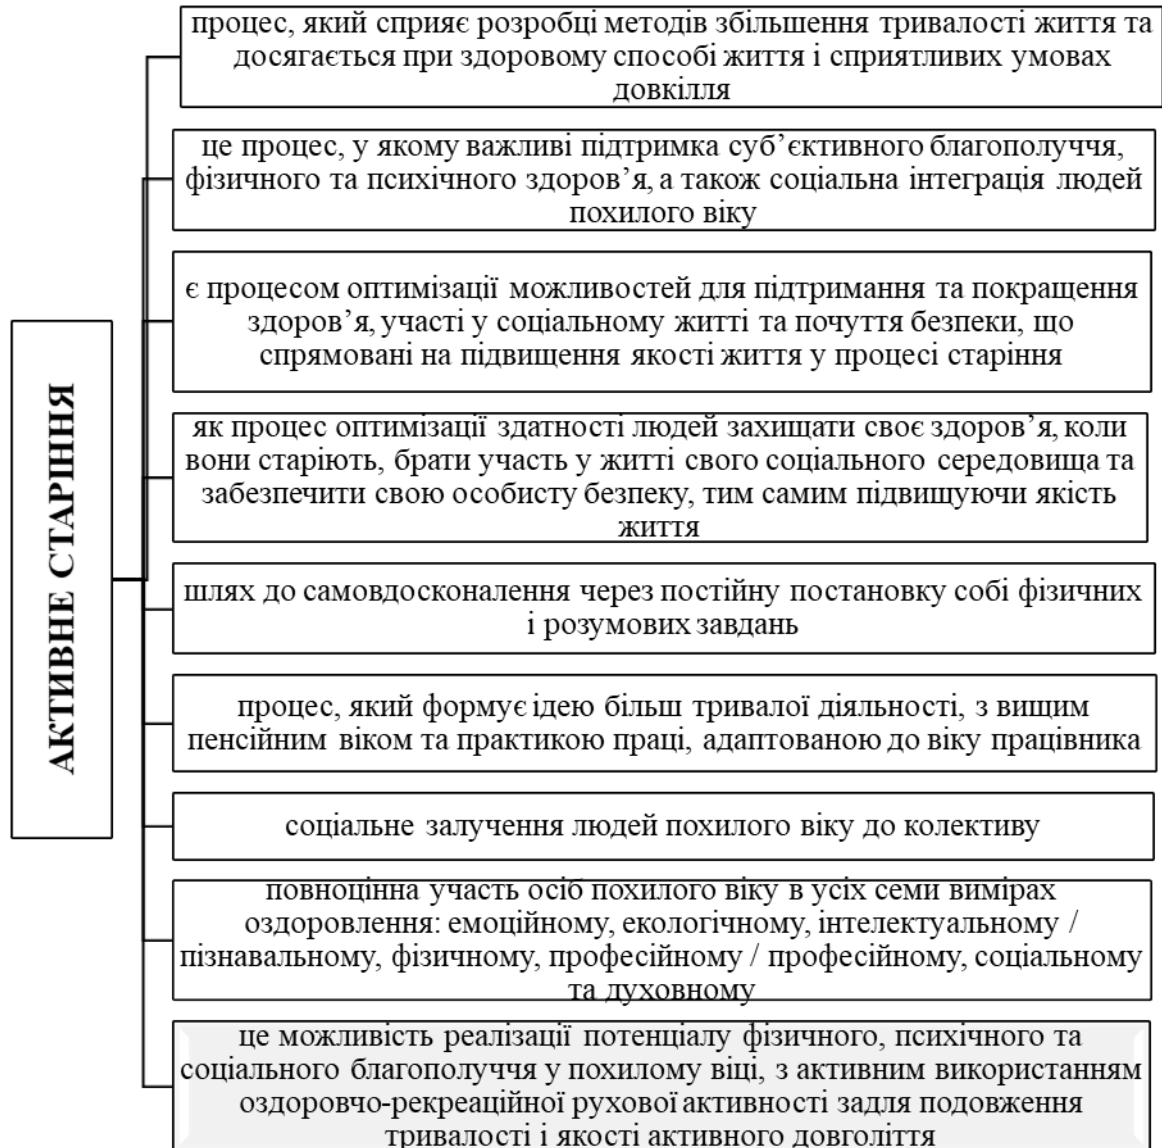 процес, який сприяє розробці методів збільшення тривалості життя та
досягається при здоровому способі життя і сприятливих умовах
довкілля
це процес, у якому важливі підтримка суб’єктивного благополуччя,
фізичного та психічного здоров’я, а також соціальна інтеграція людей
похилого віку
є процесом оптимізації можливостей для підтримання та покращення
здоров’я, участі у соціальному житті та почуття безпеки, що
спрямовані на підвищення якості життя у процесі старіння
АКТИВНЕ СТАРІННЯ
як процес оптимізації здатності людей захищати своє здоров’я, коли
вони старіють, брати участь у житті свого соціального середовища та
забезпечити свою особисту безпеку, тим самим підвищуючи якість
життя
шлях до самовдосконалення через постійну постановку собі фізичних
і розумових завдань
процес, який формує ідею більш тривалої діяльності, з вищим
пенсійним віком та практикою праці, адаптованою до віку працівника
соціальне залучення людей похилого віку до колективу
повноцінна участь осіб похилого віку в усіх семи вимірах
оздоровлення: емоційному, екологічному, інтелектуальному /
пізнавальному, фізичному, професійному / професійному, соціальному
та духовному
це можливість реалізації потенціалу фізичного, психічного та
соціального благополуччя у похилому віці, з активним використанням
оздоровчо-рекреаційної рухової активності задля подовження
тривалості і якості активного довголіття